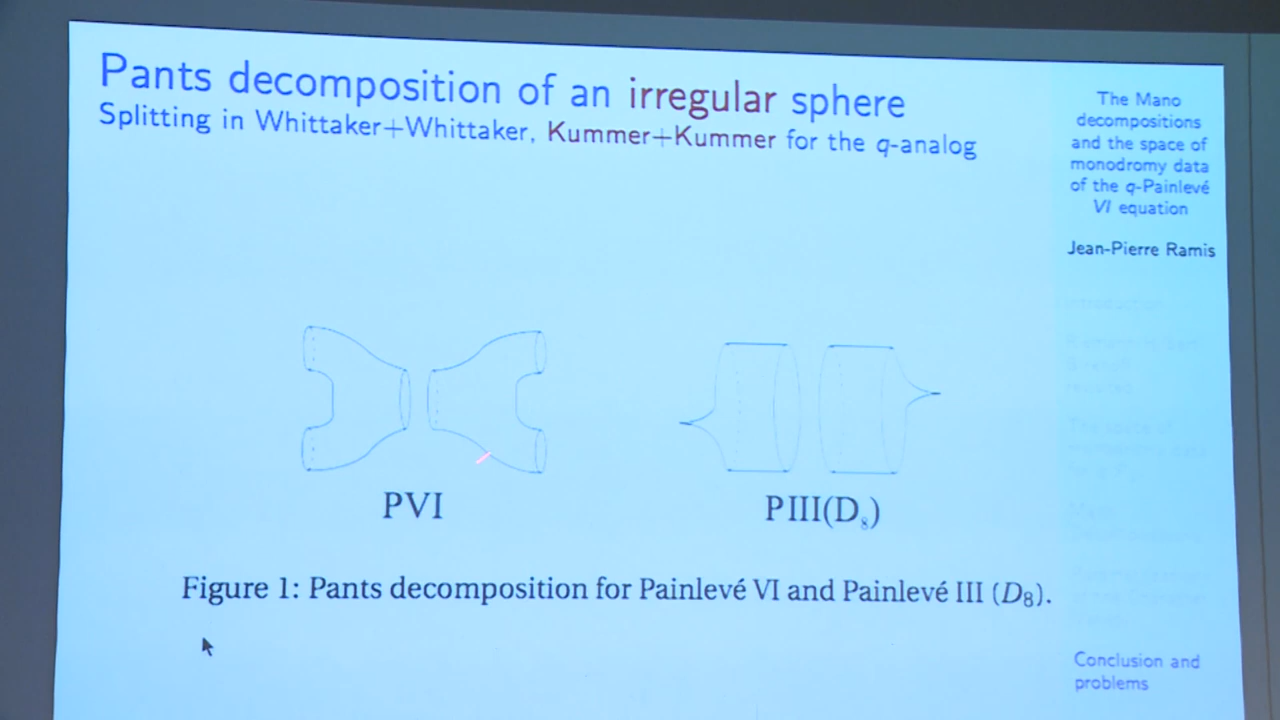 Pants decomposition of an irregular sphere
Splitting in Whittaker+Whittaker, Kummer+Kummer for the q-analog
The Mano
decompositions
and the space of
monodromy data
of the q-Painlevé
VI equation
Jean-Pierre Ramis
Introduction
PVI
PIII(D₈)
Figure 1: Pants decomposition for Painlevé VI and Painlevé III (D₈).
Conclusion and
problems